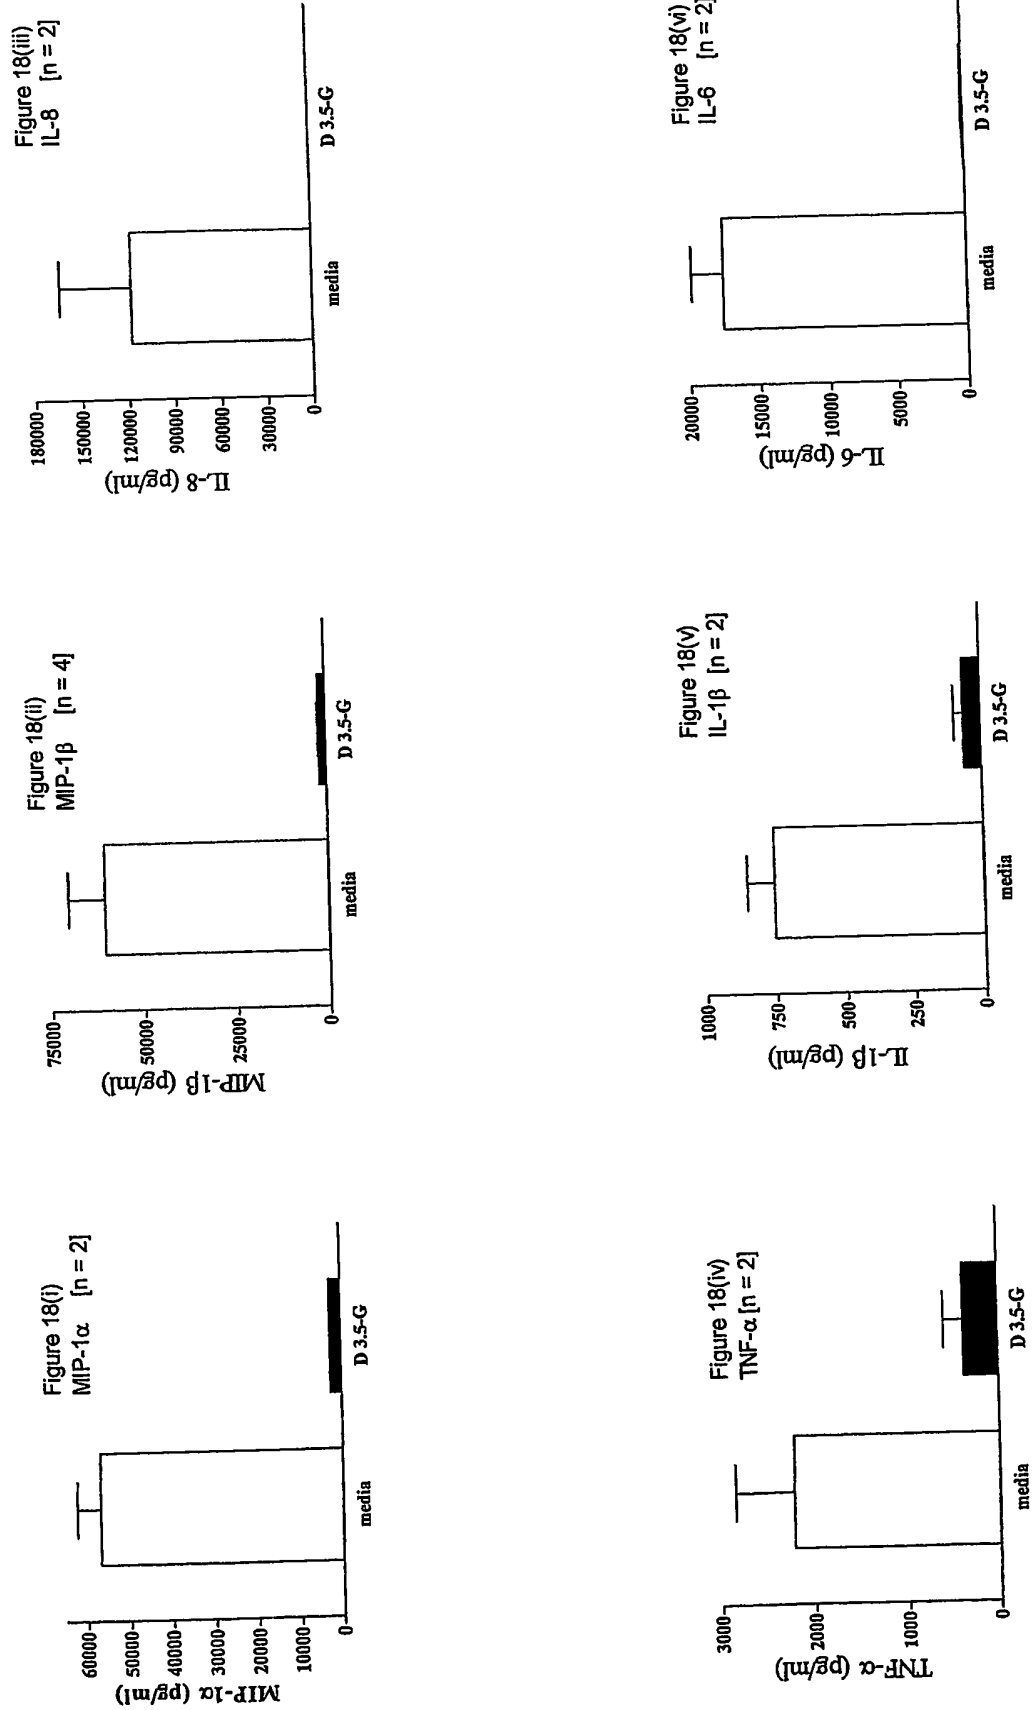 Figure 18(i)
MIP-1α [n = 2]
MIP-1α (pg/ml)
60000
50000
40000
30000
20000
10000
0
media
D 3.5-G
Figure 18(ii)
MIP-1β [n = 4]
MIP-1β (pg/ml)
75000
50000
25000
0
media
D 3.5-G
Figure 18(iii)
IL-8 [n = 2]
IL-8 (pg/ml)
180000
150000
120000
90000
60000
30000
0
media
D 3.5-G
Figure 18(iv)
TNF-α [n = 2]
TNF-α (pg/ml)
3000
2000
1000
0
media
D 3.5-G
Figure 18(v)
IL-1β [n = 2]
IL-1β (pg/ml)
1000
750
500
250
0
media
D 3.5-G
Figure 18(vi)
IL-6 [n = 2]
IL-6 (pg/ml)
20000
15000
10000
5000
0
media
D 3.5-G